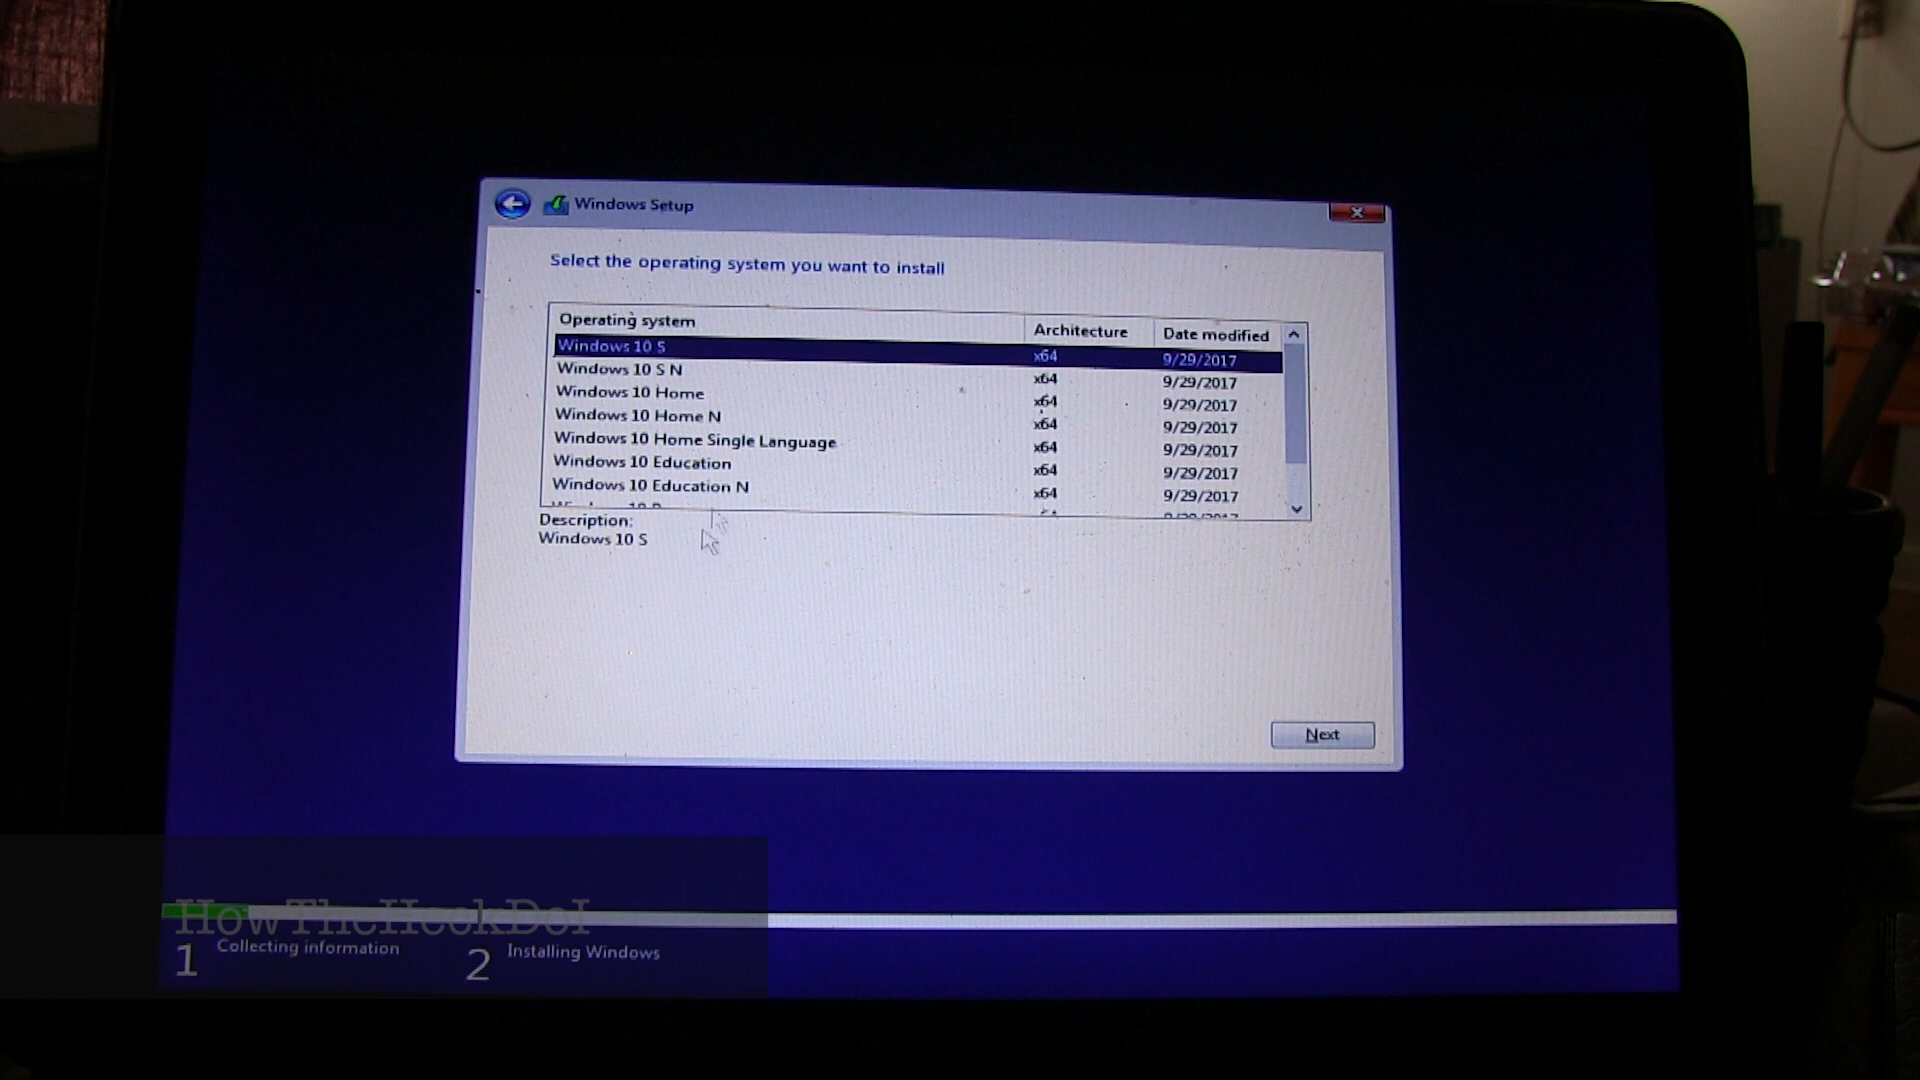 Windows Setup
Select the operating system you want to install
Operating system Architecture Date modified
Windows 10 S x64 9/29/2017
Windows 10 S N x64 9/29/2017
Windows 10 Home x64 9/29/2017
Windows 10 Home N x64 9/29/2017
Windows 10 Home Single Language x64 9/29/2017
Windows 10 Education x64 9/29/2017
Windows 10 Education N x64 9/29/2017
Description:
Windows 10 S
Next
HowTheHeckDoI
1 Collecting information 2 Installing Windows